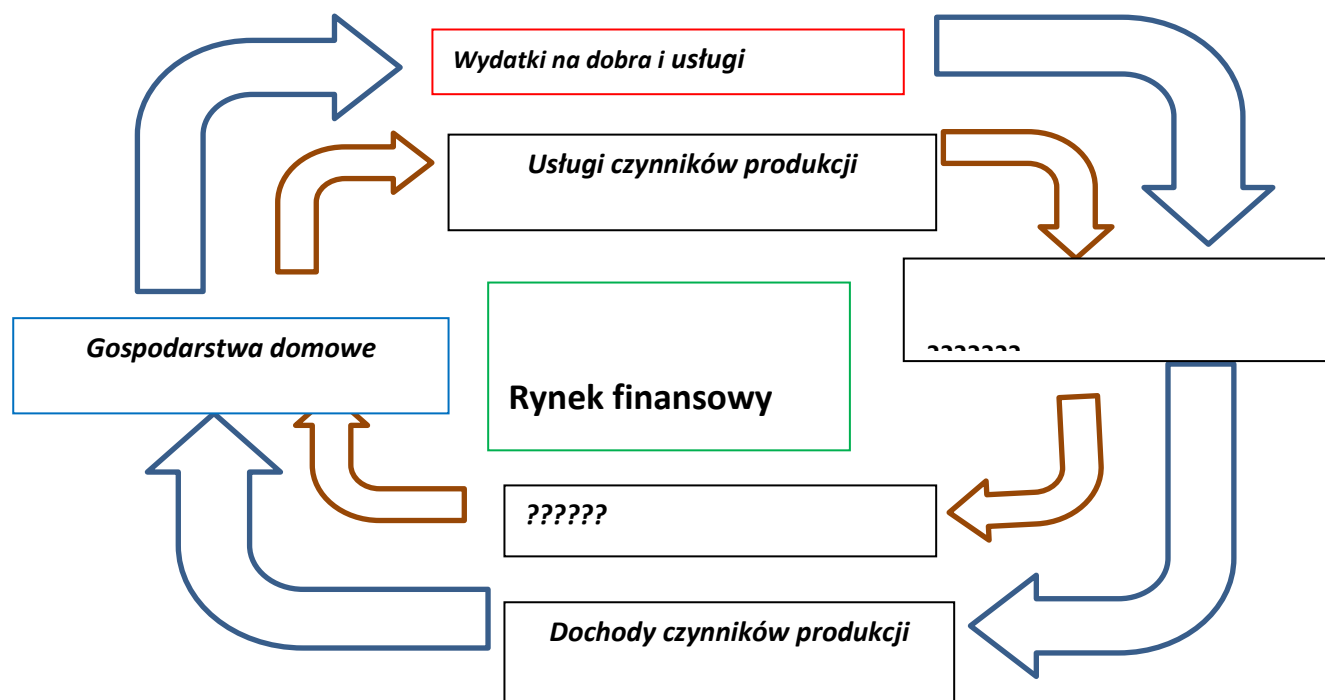 Wydatki na dobra i usługi
Usługi czynników produkcji
Gospodarstwa domowe
???????
Rynek finansowy
??????
Dochody czynników produkcji